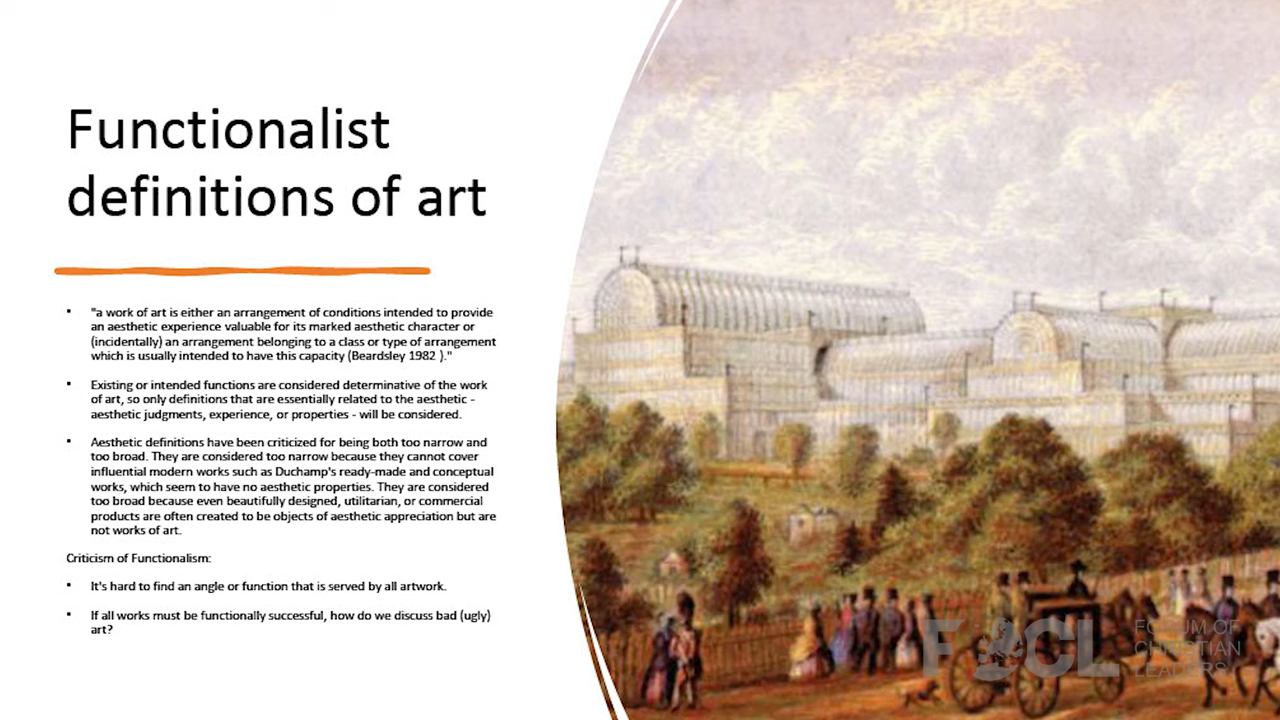 Functionalist
definitions of art
▪ "a work of art is either an arrangement of conditions intended to provide
an aesthetic experience valuable for its marked aesthetic character or
(incidentally) an arrangement belonging to a class or type of arrangement
which is usually intended to have this capacity (Beardsley 1982 )."
▪ Existing or intended functions are considered determinative of the work
of art, so only definitions that are essentially related to the aesthetic -
aesthetic judgments, experience, or properties - will be considered.
▪ Aesthetic definitions have been criticized for being both too narrow and
too broad. They are considered too narrow because they cannot cover
influential modern works such as Duchamp's ready-made and conceptual
works, which seem to have no aesthetic properties. They are considered
too broad because even beautifully designed, utilitarian, or commercial
products are often created to be objects of aesthetic appreciation but are
not works of art.
Criticism of Functionalism:
▪ It's hard to find an angle or function that is served by all artwork.
▪ If all works must be functionally successful, how do we discuss bad (ugly)
art?
FOCL
FORUM OF
CHRISTIAN
LEADERS